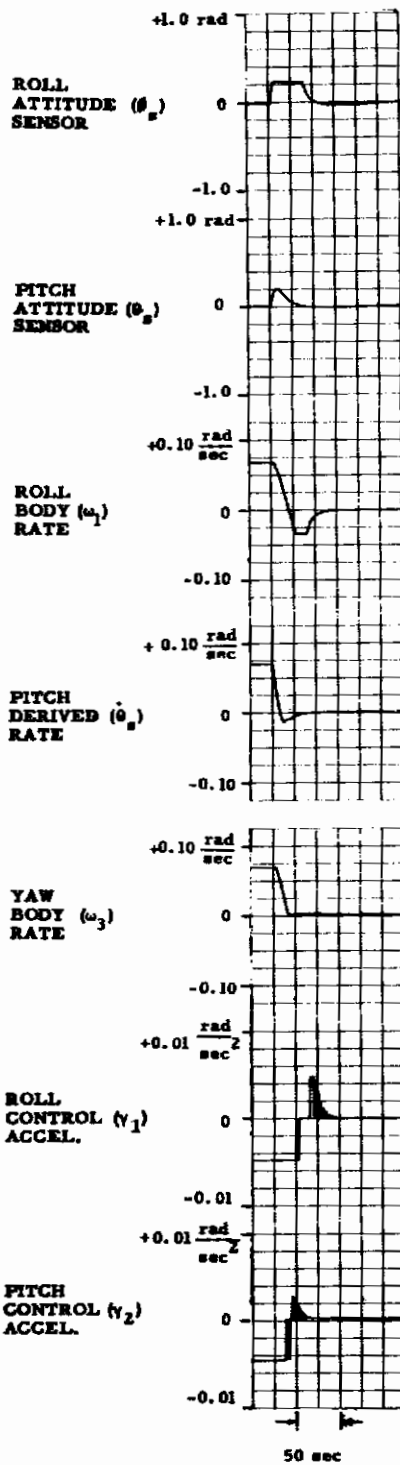 +1.0 rad
ROLL
ATTITUDE (ϕₛ)
SENSOR
0
-1.0
+1.0 rad
PITCH
ATTITUDE (θₛ)
SENSOR
0
-1.0
+0.10 rad/sec
ROLL
BODY (ω₁)
RATE
0
-0.10
+ 0.10 rad/sec
PITCH
DERIVED (θ̇ₛ)
RATE
0
-0.10
+0.10 rad/sec
YAW
BODY (ω₃)
RATE
0
-0.10
+0.01 rad/sec²
ROLL
CONTROL (γ₁)
ACCEL.
0
-0.01
+0.01 rad/sec²
PITCH
CONTROL (γ₂)
ACCEL.
0
-0.01
50 sec